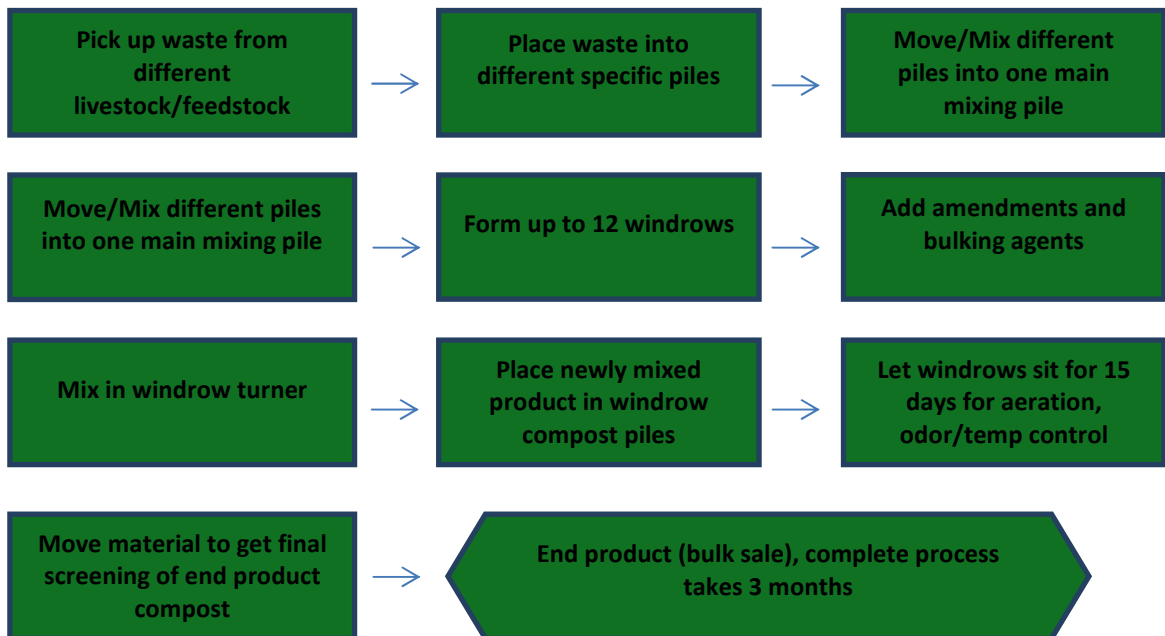 Pick up waste from
different
livestock/feedstock
Place waste into
different specific piles
Move/Mix different
piles into one main
mixing pile
Move/Mix different piles
into one main mixing pile
Form up to 12 windrows
Add amendments and
bulking agents
Mix in windrow turner
Place newly mixed
product in windrow
compost piles
Let windrows sit for 15
days for aeration,
odor/temp control
Move material to get final
screening of end product
compost
End product (bulk sale), complete process
takes 3 months